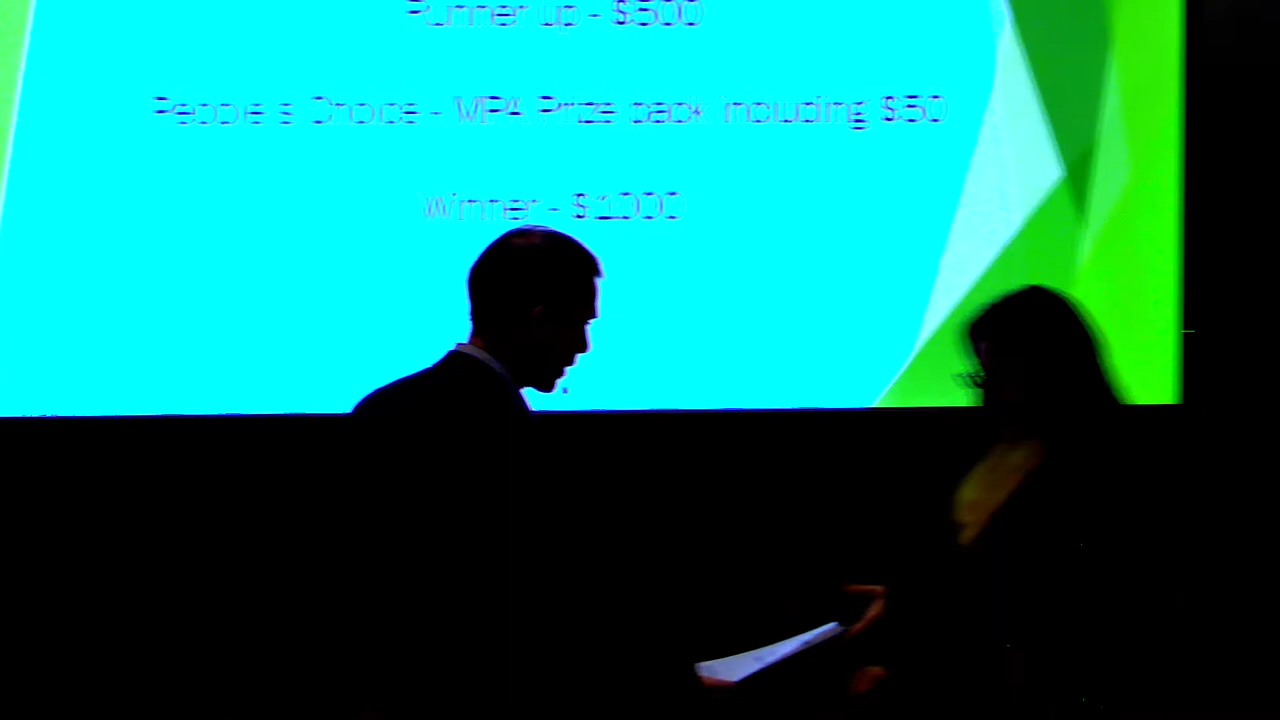 Runner up - $500
People's Choice - MPA Prize pack including $50
Winner - $1000